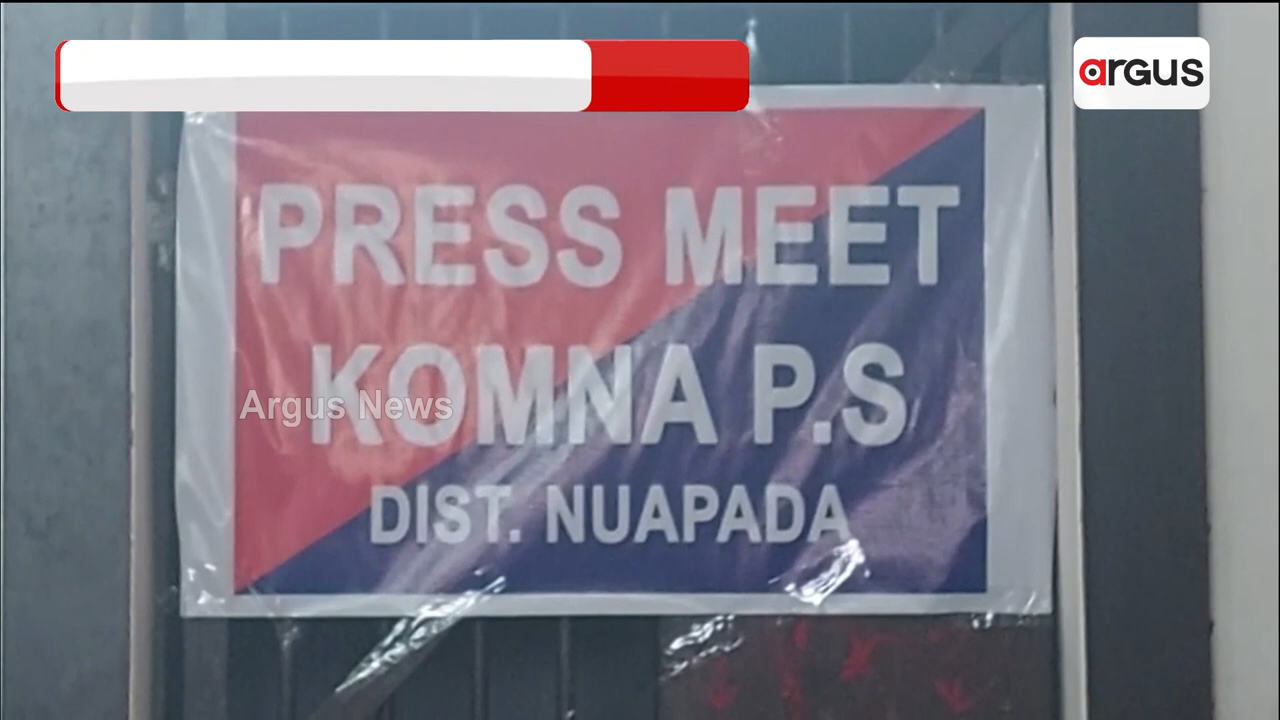 arGUS
PRESS MEET
KOMNA P.S
Argus News
DIST. NUAPADA